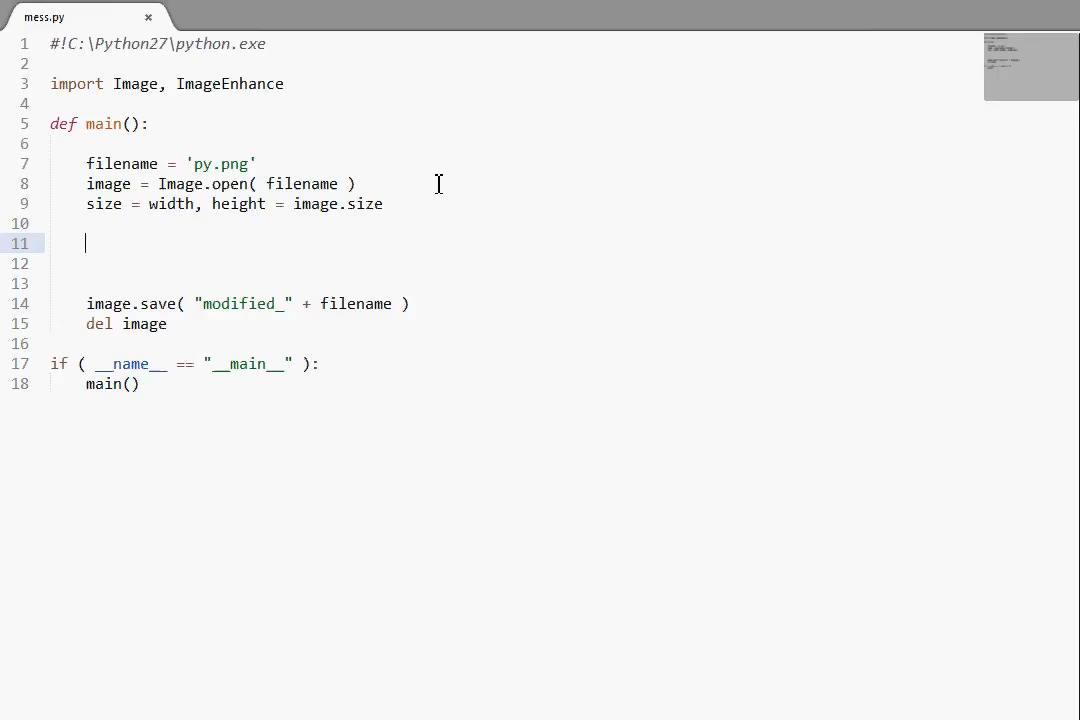 mess.py ×
1 #!C:\Python27\python.exe
2
3 import Image, ImageEnhance
4
5 def main():
6
7     filename = 'py.png'
8     image = Image.open( filename )
9     size = width, height = image.size
10
11
12
13
14     image.save( "modified_" + filename )
15     del image
16
17 if ( __name__ == "__main__" ):
18     main()